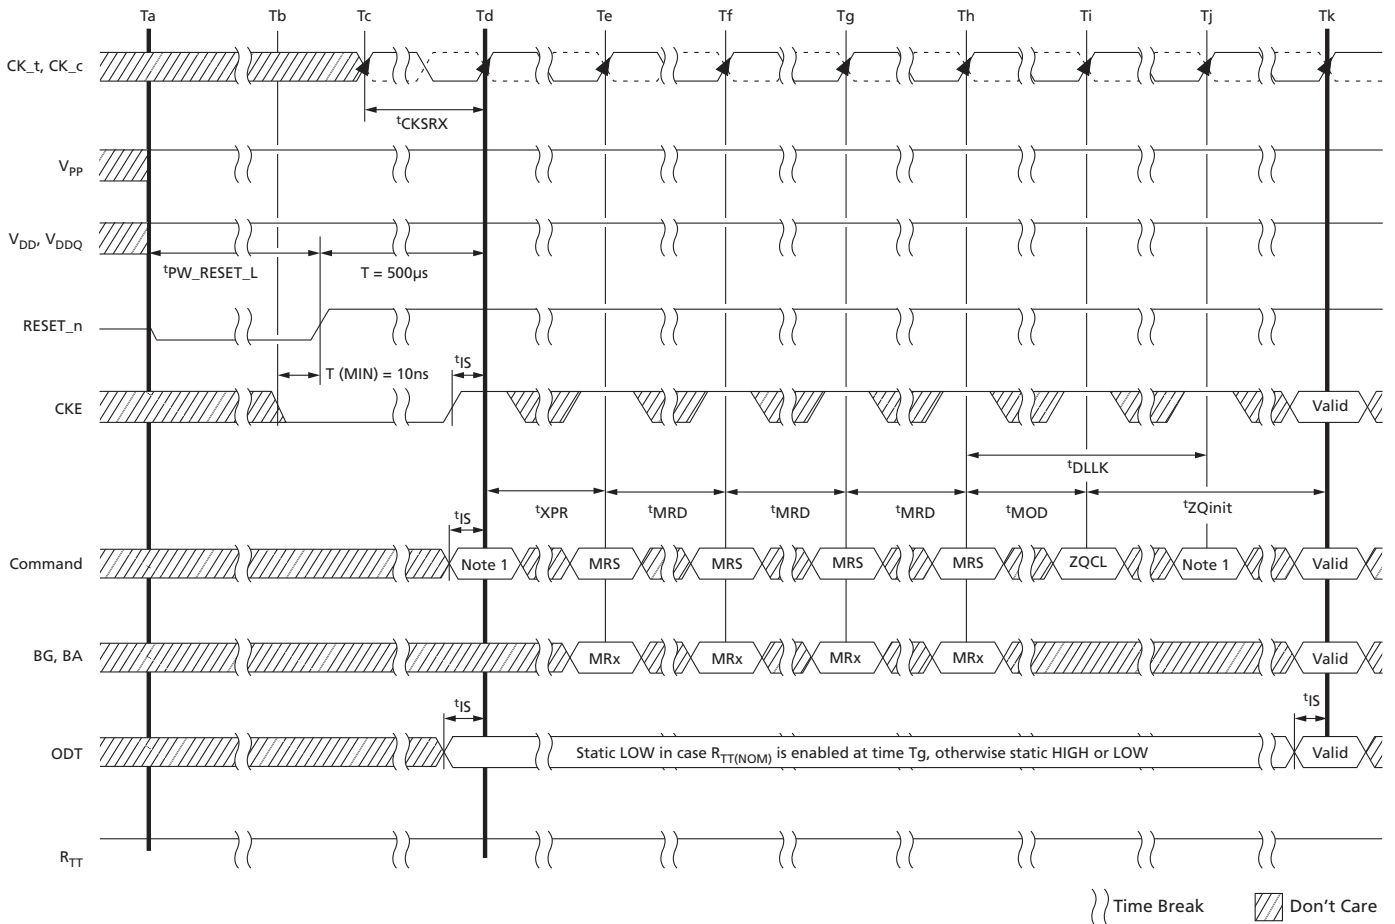 Ta Tb Tc Td Te Tf Tg Th Ti Tj Tk
CK_t, CK_c
tCKSRX
VPP
VDD, VDDQ
tPW_RESET_L T = 500µs
RESET_n
T (MIN) = 10ns tIS
CKE Valid
tDLLK
tXPR tMRD tMRD tMRD tMOD tZQinit
tIS
Command Note 1 MRS MRS MRS MRS ZQCL Note 1 Valid
BG, BA MRx MRx MRx MRx Valid
tIS tIS
ODT Static LOW in case RTT(NOM) is enabled at time Tg, otherwise static HIGH or LOW Valid
RTT
Time Break Don't Care